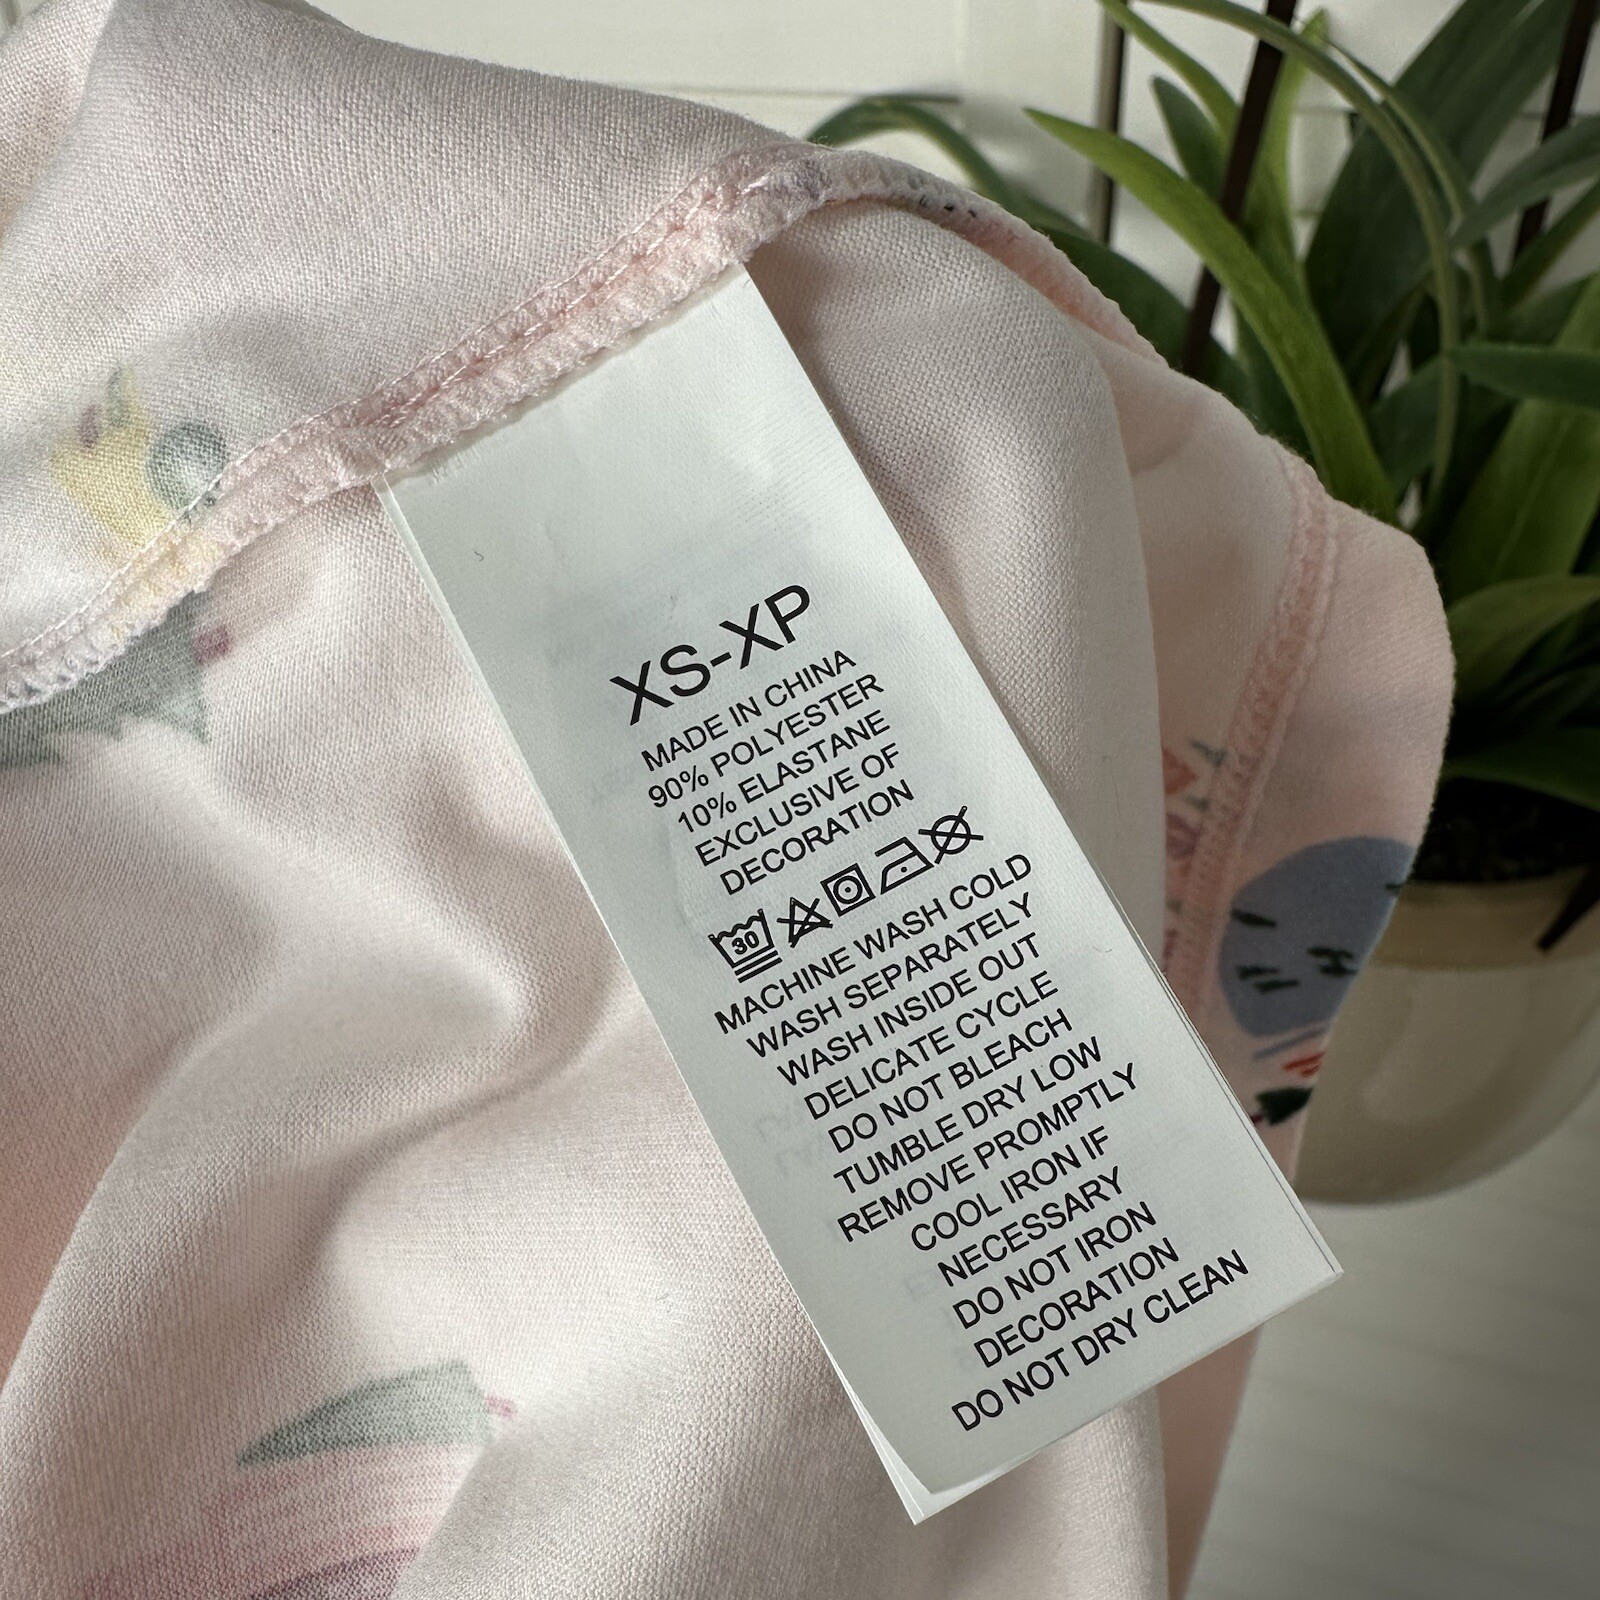 XS-XP
MADE IN CHINA
90% POLYESTER
10% ELASTANE
EXCLUSIVE OF
DECORATION
30
MACHINE WASH COLD
WASH SEPARATELY
WASH INSIDE OUT
DELICATE CYCLE
DO NOT BLEACH
TUMBLE DRY LOW
REMOVE PROMPTLY
COOL IRON IF
NECESSARY
DO NOT IRON
DECORATION
DO NOT DRY CLEAN